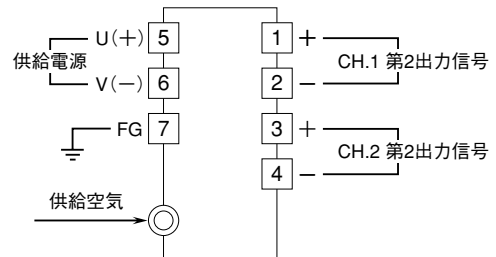 供給電源
U(+) 5
V(−) 6
FG 7
供給空気
1 +
2 −
CH.1 第2出力信号
3 +
4 −
CH.2 第2出力信号